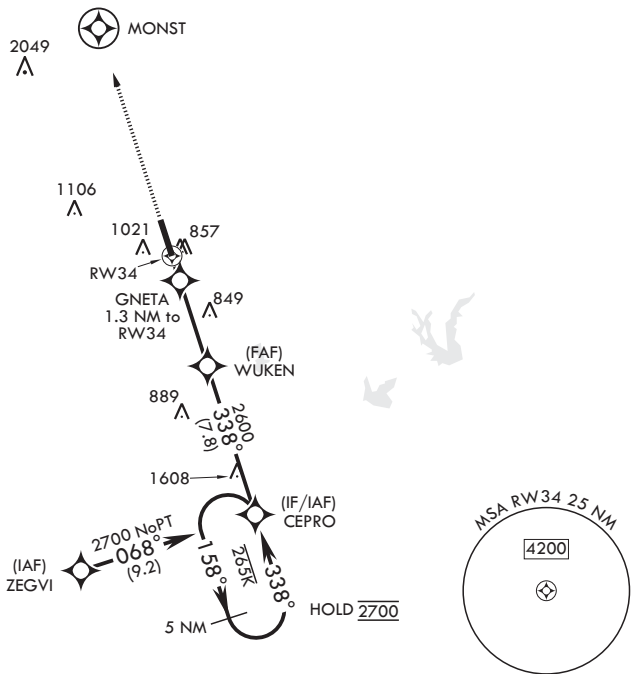 MONST
2049
1106
1021
857
RW34
GNETA
1.3 NM to
RW34
849
(FAF)
WUKEN
889
2600
338°
(7.8)
1608
(IF/IAF)
CEPRO
2700 NoPT
068°
(9.2)
(IAF)
ZEGVI
158°
265K
338°
HOLD 2700
5 NM
MSA RW34 25 NM
4200